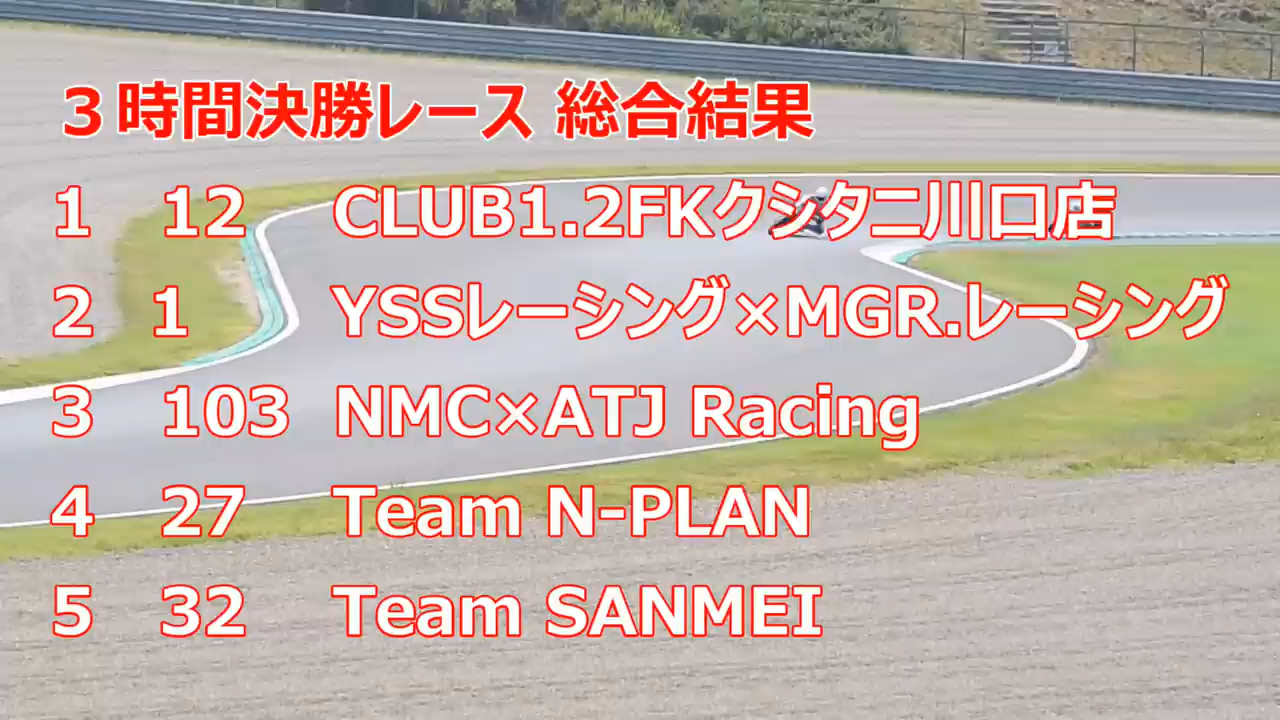 ３時間決勝レース 総合結果
1 12 CLUB1.2FKクシタニ川口店
2 1 YSSレーシング×MGR.レーシング
3 103 NMC×ATJ Racing
4 27 Team N-PLAN
5 32 Team SANMEI